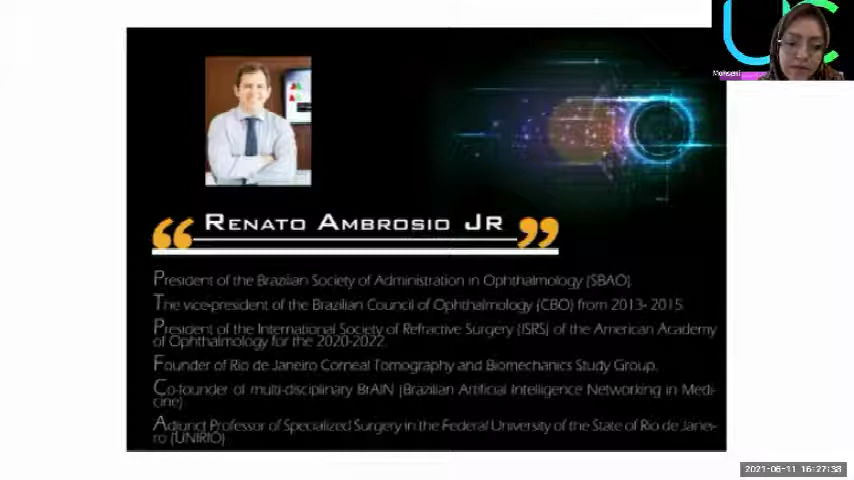 UC
Mohseni
“ RENATO AMBROSIO JR ”
President of the Brazilian Society of Administration in Ophthalmology (SBAO).
The vice-president of the Brazilian Council of Ophthalmology (CBO) from 2013- 2015.
President of the International Society of Refractive Surgery (ISRS) of the American Academy
of Ophthalmology for the 2020-2022.
Founder of Rio de Janeiro Corneal Tomography and Biomechanics Study Group.
Co-founder of multi-disciplinary BrAIN (Brazilian Artificial Intelligence Networking in Medi-
cine)
Adjunct Professor of Specialized Surgery in the Federal University of the State of Rio de Janei-
ro (UNIRIO)
2021-06-11 16:27:38